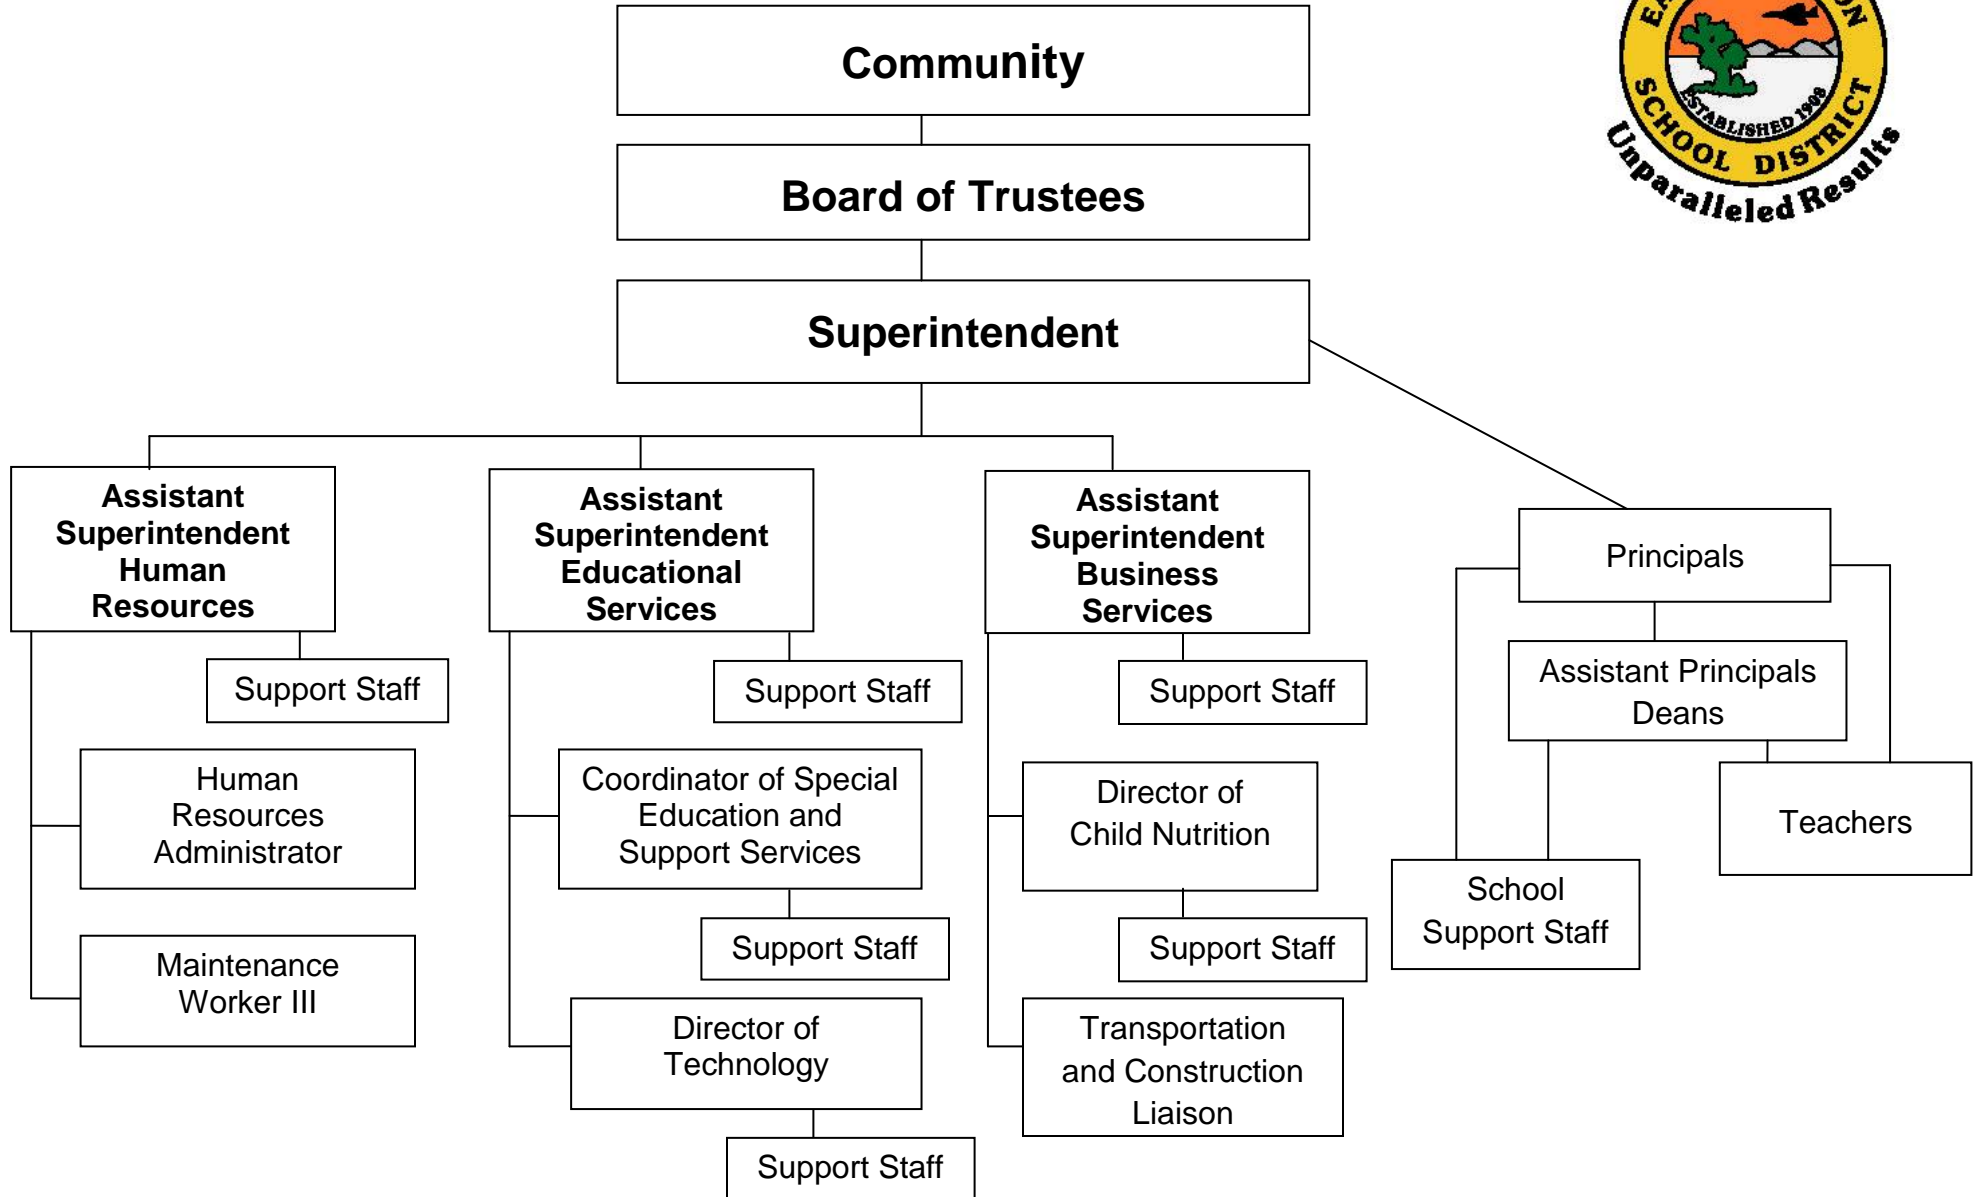 Community
SCHOOL DISTRICT
ESTABLISHED 1908
Unparalleled Results
Board of Trustees
Superintendent
Assistant
Superintendent
Human
Resources
Support Staff
Human
Resources
Administrator
Maintenance
Worker III
Assistant
Superintendent
Educational
Services
Support Staff
Coordinator of Special
Education and
Support Services
Support Staff
Director of
Technology
Support Staff
Assistant
Superintendent
Business
Services
Support Staff
Director of
Child Nutrition
Support Staff
Transportation
and Construction
Liaison
Principals
Assistant Principals
Deans
Teachers
School
Support Staff